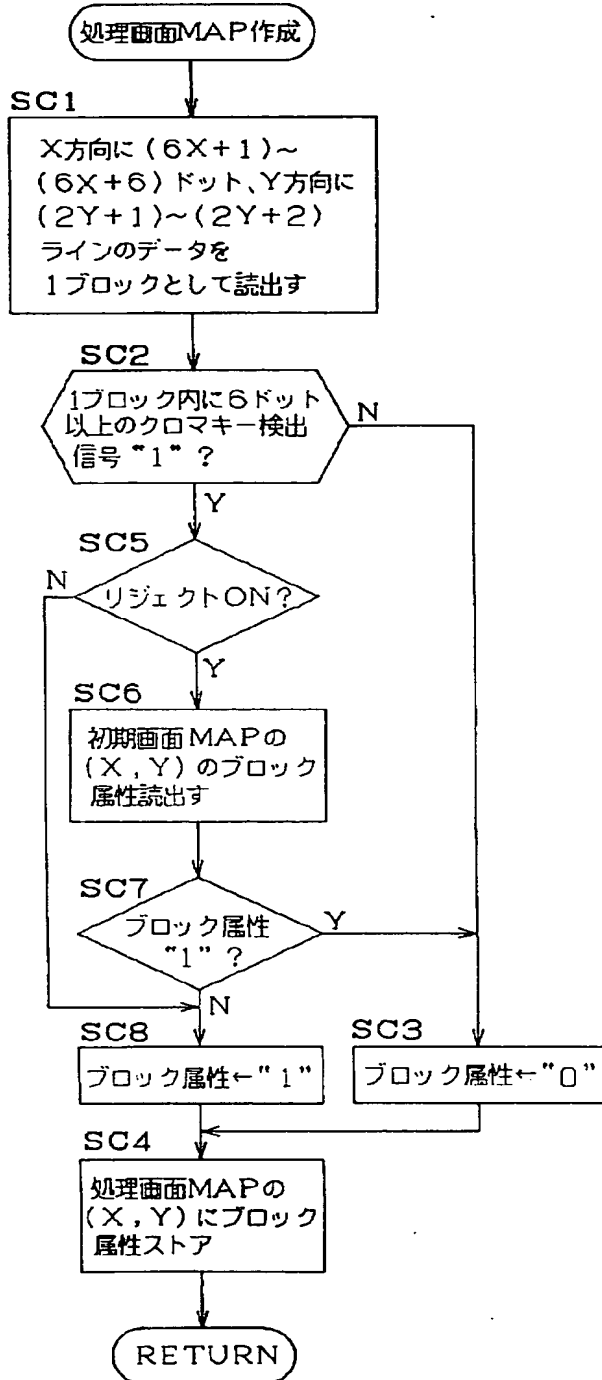 処理画面MAP作成
SC1
X方向に(6X+1)~
(6X+6)ドット、Y方向に
(2Y+1)~(2Y+2)
ラインのデータを
1ブロックとして読出す
SC2
1ブロック内に6ドット
以上のクロマキー検出
信号"1"?
N
Y
SC5
N
リジェクトON?
Y
SC6
初期画面MAPの
(X,Y)のブロック
属性読出す
SC7
ブロック属性
"1"?
Y
N
SC8
ブロック属性←"1"
SC3
ブロック属性←"0"
SC4
処理画面MAPの
(X,Y)にブロック
属性ストア
RETURN